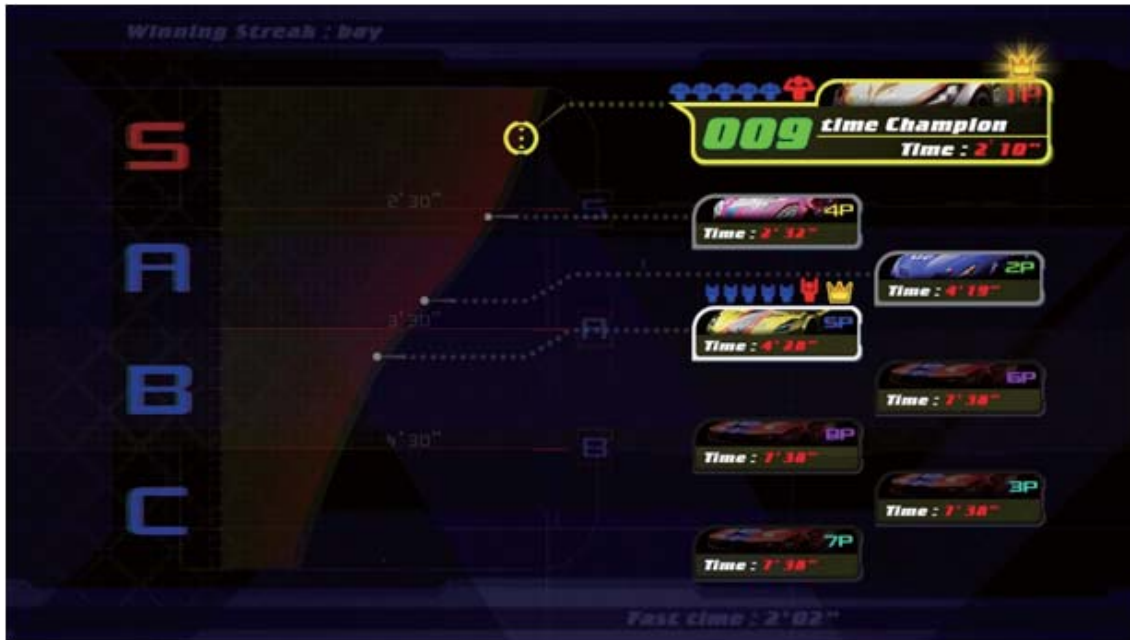 Winning Streak : bay
1P
009 time Champion
Time : 2'10"
S
2'30"
S
4P
Time : 2'32"
A
2P
Time : 4'19"
3'30"
A
5P
Time : 4'28"
B
6P
Time : 7'38"
4'30"
B
8P
Time : 7'38"
C
3P
Time : 7'38"
7P
Time : 7'38"
Fast time : 2'02"